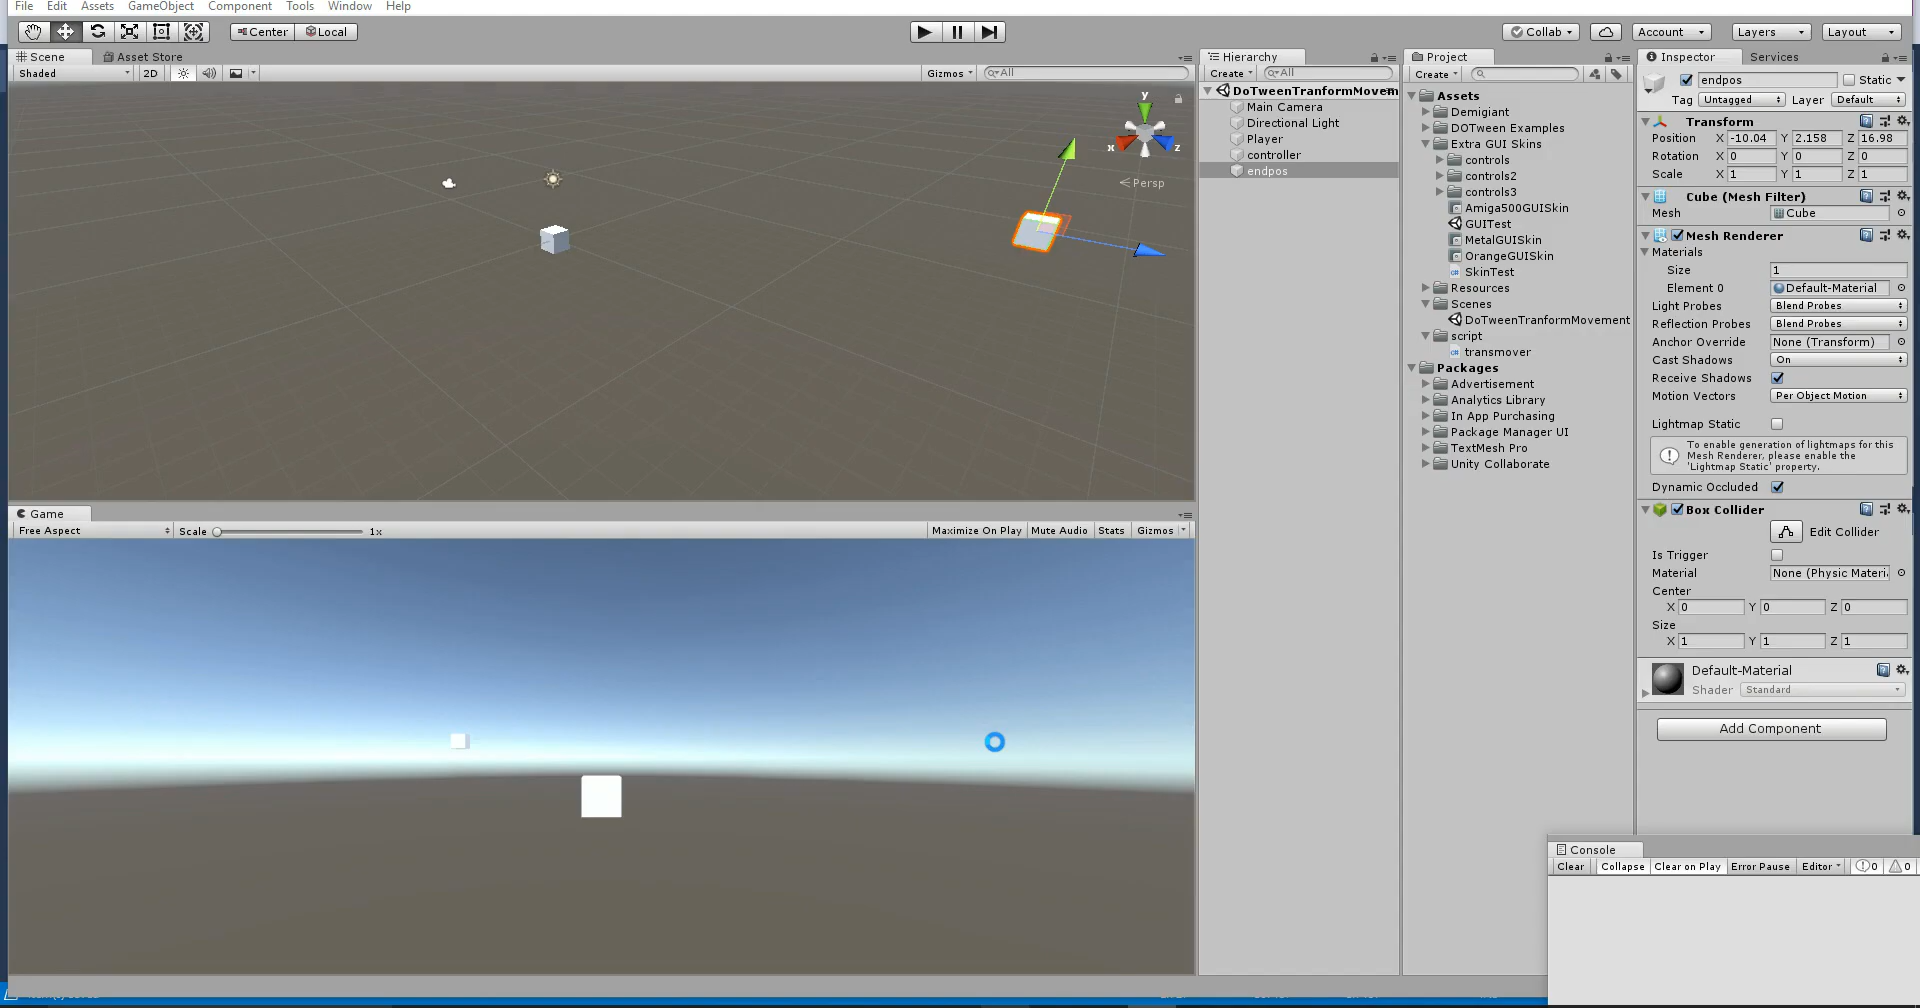 File Edit Assets GameObject Component Tools Window Help
Center Local Collab Account Layers Layout
Scene Asset Store
Shaded 2D Gizmos All
y
x z
Persp
Game
Free Aspect Scale 1x Maximize On Play Mute Audio Stats Gizmos
Hierarchy
Create All
DoTweenTranformMovem
Main Camera
Directional Light
Player
controller
endpos
Project
Create
Assets
Demigiant
DOTween Examples
Extra GUI Skins
controls
controls2
controls3
Amiga500GUISkin
GUITest
MetalGUISkin
OrangeGUISkin
SkinTest
Resources
Scenes
DoTweenTranformMovement
script
transmover
Packages
Advertisement
Analytics Library
In App Purchasing
Package Manager UI
TextMesh Pro
Unity Collaborate
Inspector Services
endpos Static
Tag Untagged Layer Default
Transform
Position X -10.04 Y 2.158 Z 16.98
Rotation X 0 Y 0 Z 0
Scale X 1 Y 1 Z 1
Cube (Mesh Filter)
Mesh Cube
Mesh Renderer
Materials
Size 1
Element 0 Default-Material
Light Probes Blend Probes
Reflection Probes Blend Probes
Anchor Override None (Transform)
Cast Shadows On
Receive Shadows
Motion Vectors Per Object Motion
Lightmap Static
To enable generation of lightmaps for this
Mesh Renderer, please enable the
'Lightmap Static' property.
Dynamic Occluded
Box Collider
Edit Collider
Is Trigger
Material None (Physic Materi
Center
X 0 Y 0 Z 0
Size
X 1 Y 1 Z 1
Default-Material
Shader Standard
Add Component
Console
Clear Collapse Clear on Play Error Pause Editor 0 0